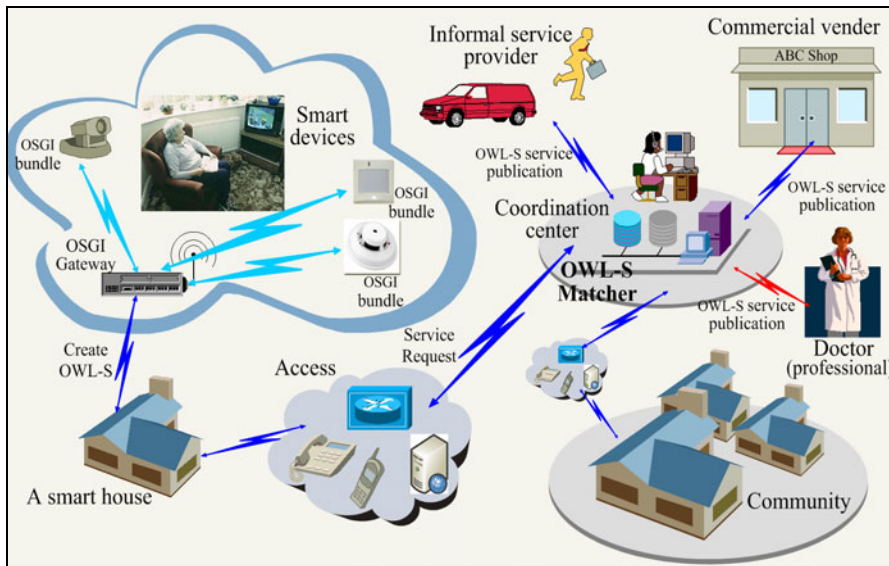 Informal service
provider
Commercial vender
ABC Shop
Smart
devices
OSGI
bundle
OSGI
bundle
OSGI
Gateway
OSGI
bundle
OWL-S service
publication
OWL-S service
publication
Coordination
center
OWL-S
Matcher
OWL-S service
publication
Doctor
(professional)
Create
OWL-S
Service
Request
Access
A smart house
Community